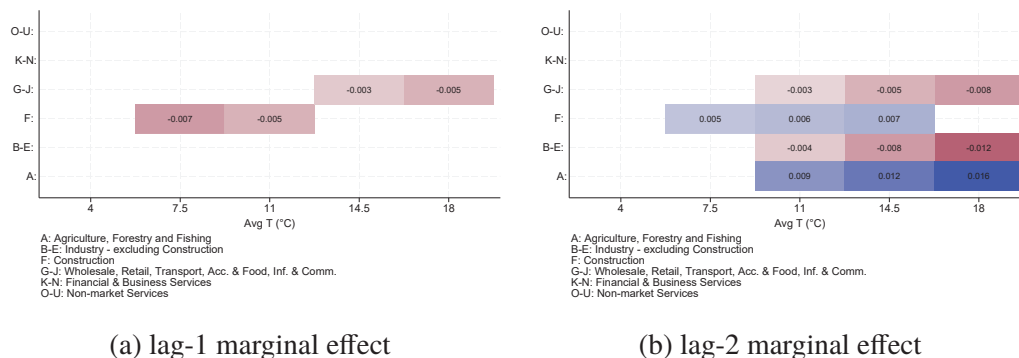 O-U:
K-N:
G-J: -0.003 -0.005
F: -0.007 -0.005
B-E:
A:
4 7.5 11 14.5 18
Avg T (°C)
A: Agriculture, Forestry and Fishing
B-E: Industry - excluding Construction
F: Construction
G-J: Wholesale, Retail, Transport, Acc. & Food, Inf. & Comm.
K-N: Financial & Business Services
O-U: Non-market Services
(a) lag-1 marginal effect
O-U:
K-N:
G-J: -0.003 -0.005 -0.008
F: 0.005 0.006 0.007
B-E: -0.004 -0.008 -0.012
A: 0.009 0.012 0.016
4 7.5 11 14.5 18
Avg T (°C)
A: Agriculture, Forestry and Fishing
B-E: Industry - excluding Construction
F: Construction
G-J: Wholesale, Retail, Transport, Acc. & Food, Inf. & Comm.
K-N: Financial & Business Services
O-U: Non-market Services
(b) lag-2 marginal effect